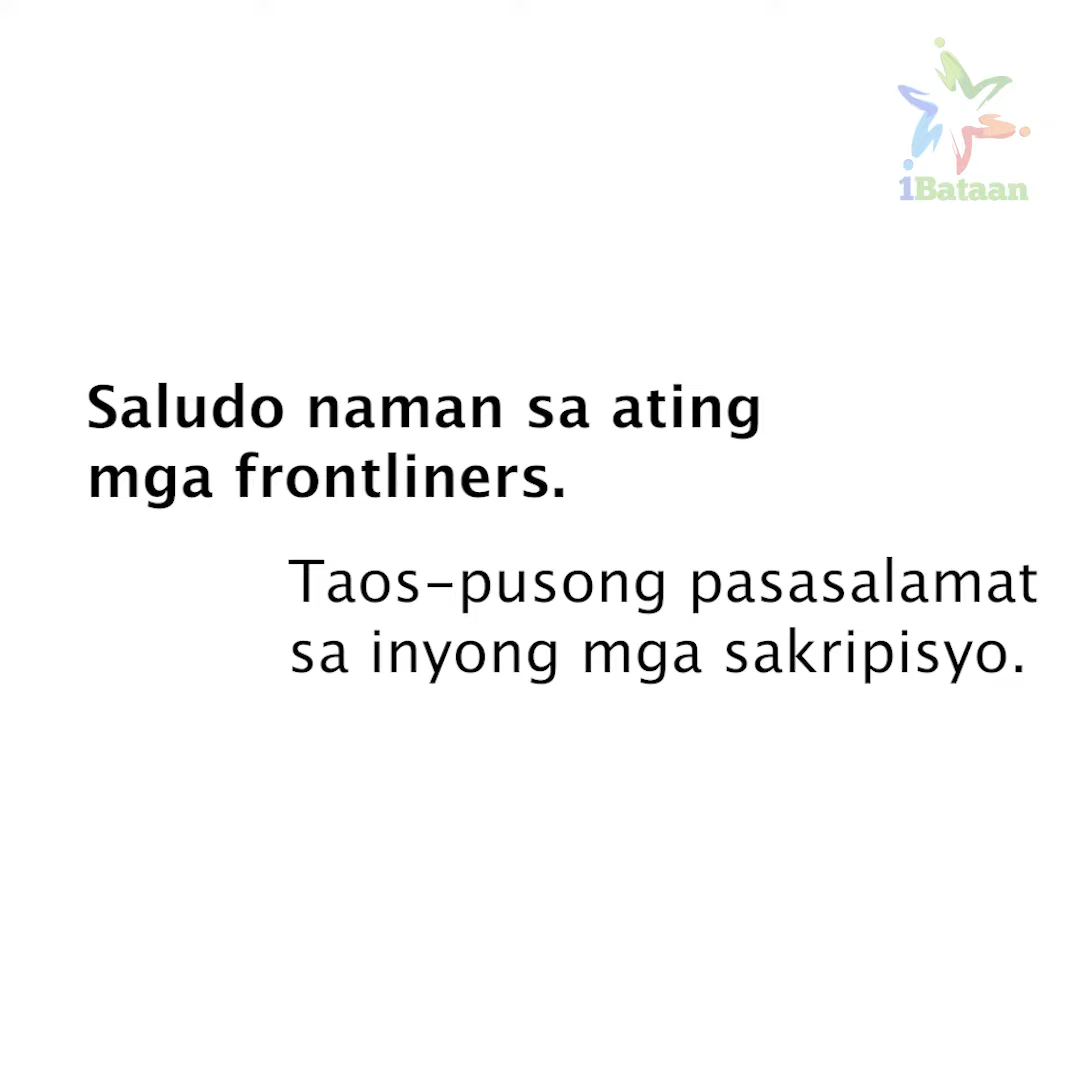 1Bataan
Saludo naman sa ating
mga frontliners.
Taos-pusong pasasalamat
sa inyong mga sakripisyo.